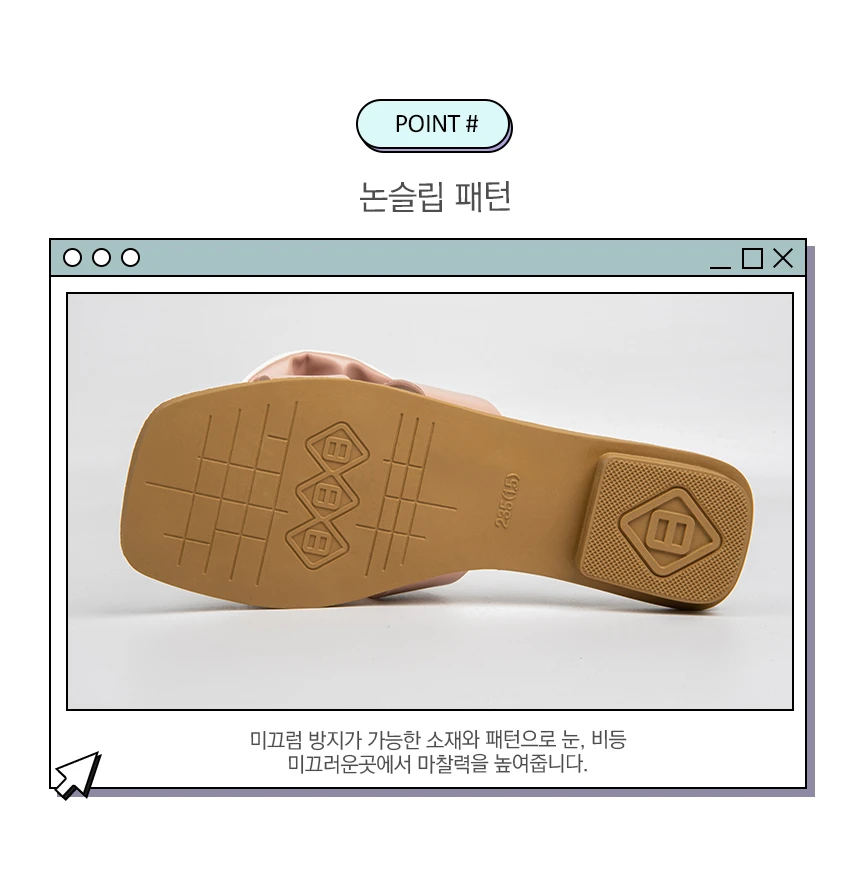 POINT #
논슬립 패턴
235(1.5)
미끄럼 방지가 가능한 소재와 패턴으로 눈, 비등
미끄러운곳에서 마찰력을 높여줍니다.